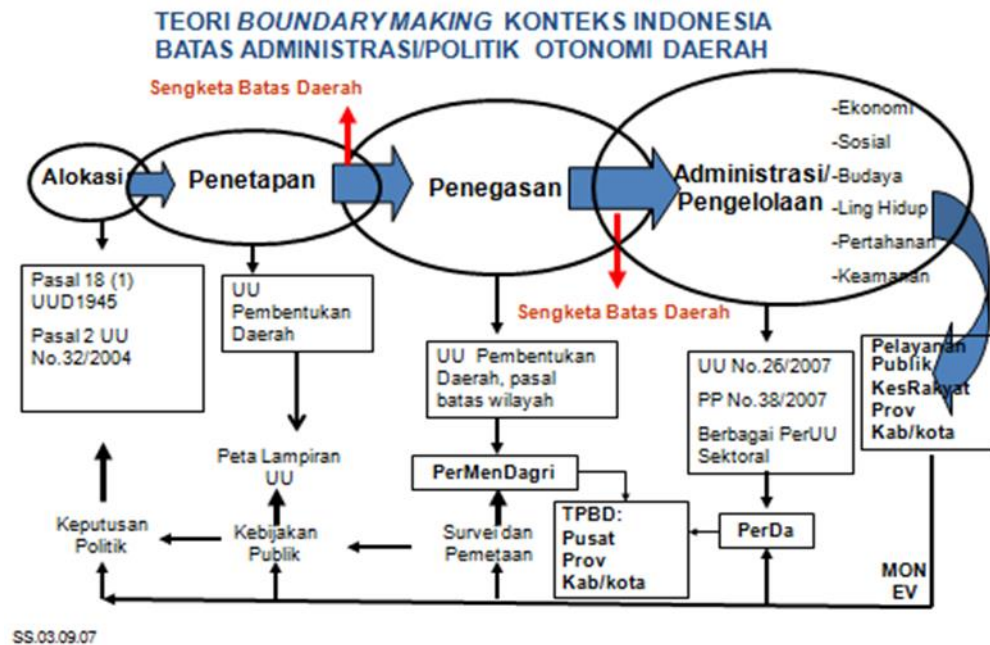 TEORI BOUNDARY MAKING KONTEKS INDONESIA
BATAS ADMINISTRASI/POLITIK OTONOMI DAERAH
Sengketa Batas Daerah
Alokasi
Penetapan
Penegasan
Administrasi/
Pengelolaan
-Ekonomi
-Sosial
-Budaya
-Ling Hidup
-Pertahanan
-Keamanan
Sengketa Batas Daerah
Pasal 18 (1)
UUD1945
Pasal 2 UU
No.32/2004
UU
Pembentukan
Daerah
UU Pembentukan
Daerah, pasal
batas wilayah
UU No.26/2007
PP No.38/2007
Berbagai PerUU
Sektoral
Pelayanan
Publik
KesRakyat
Prov
Kab/kota
Peta Lampiran
UU
PerMenDagri
Keputusan
Politik
Kebijakan
Publik
Survei dan
Pemetaan
TPBD:
Pusat
Prov
Kab/kota
PerDa
MON
EV
SS.03.09.07